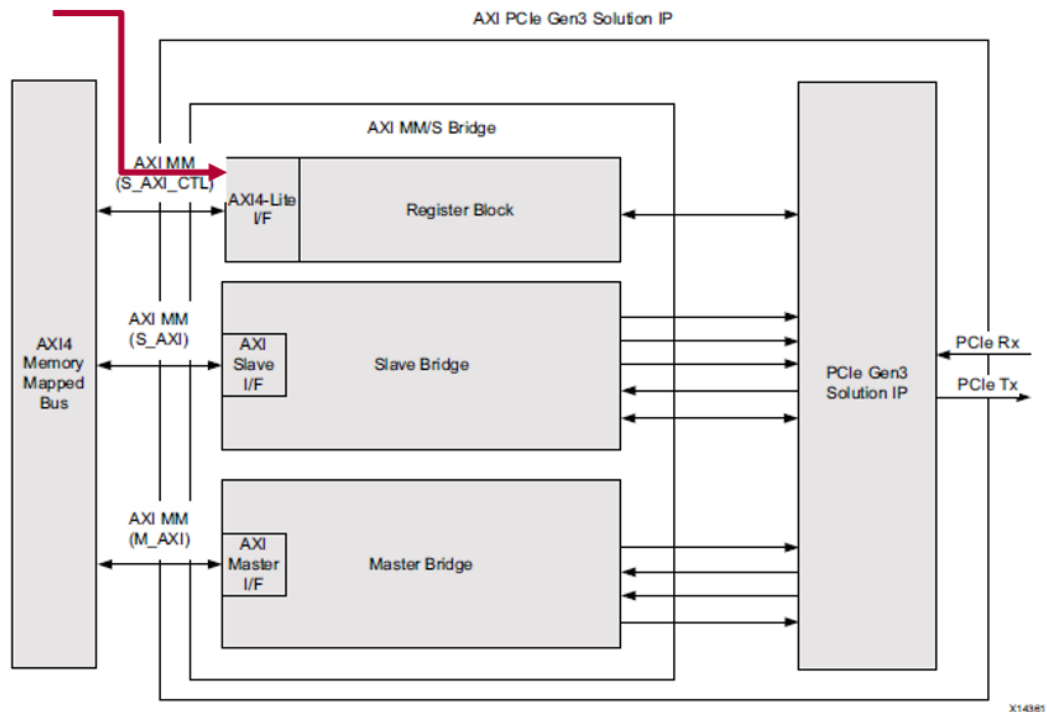 AXI PCIe Gen3 Solution IP
AXI MM/S Bridge
AXI MM
(S_AXI_CTL)
AXI4-Lite
I/F
Register Block
AXI MM
(S_AXI)
AXI
Slave
I/F
Slave Bridge
AXI4
Memory
Mapped
Bus
PCIe Gen3
Solution IP
PCIe Rx
PCIe Tx
AXI MM
(M_AXI)
AXI
Master
I/F
Master Bridge
X14381